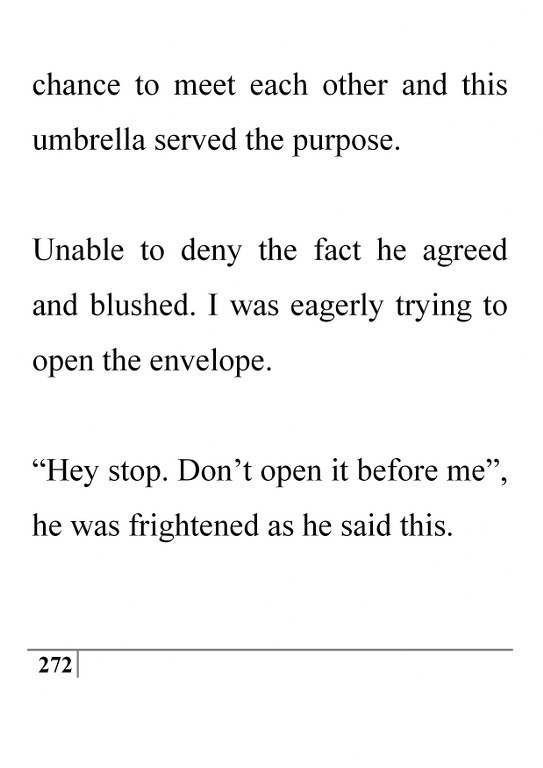 chance to meet each other and this
umbrella served the purpose.
Unable to deny the fact he agreed
and blushed. I was eagerly trying to
open the envelope.
“Hey stop. Don’t open it before me”,
he was frightened as he said this.
272